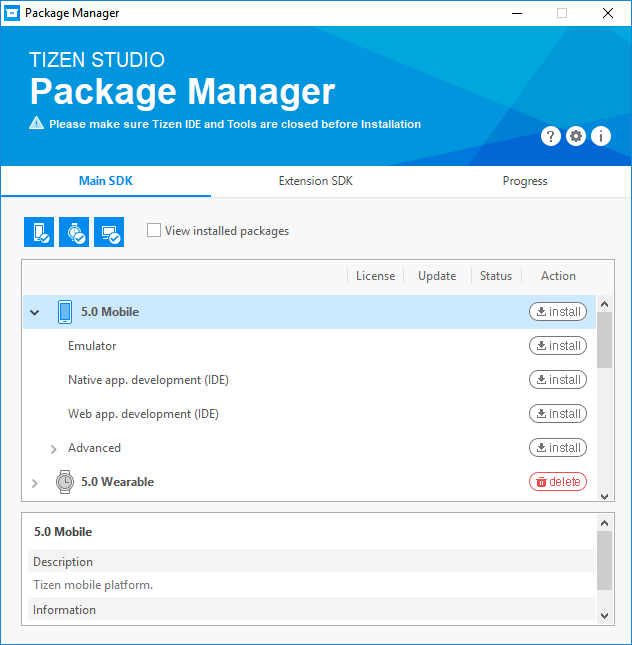 Package Manager
TIZEN STUDIO
Package Manager
Please make sure Tizen IDE and Tools are closed before Installation
? i
Main SDK Extension SDK Progress
View installed packages
License Update Status Action
5.0 Mobile install
Emulator install
Native app. development (IDE) install
Web app. development (IDE) install
Advanced install
5.0 Wearable delete
5.0 Mobile
Description
Tizen mobile platform.
Information